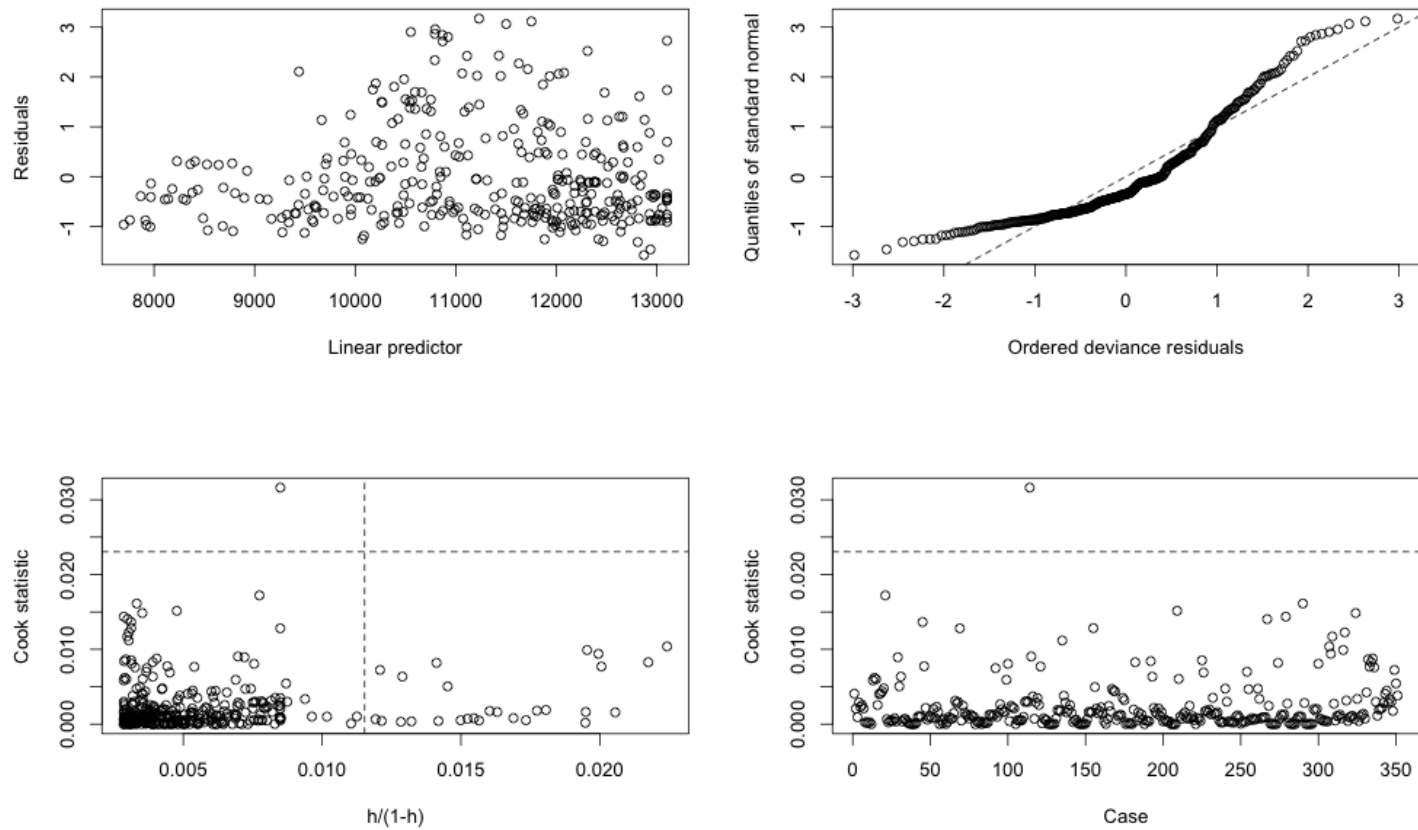 Residuals
3
2
1
0
-1
8000 9000 10000 11000 12000 13000
Linear predictor
Quantiles of standard normal
3
2
1
0
-1
-3 -2 -1 0 1 2 3
Ordered deviance residuals
Cook statistic
0.030
0.020
0.010
0.000
0.005 0.010 0.015 0.020
h/(1-h)
Cook statistic
0.030
0.020
0.010
0.000
0 50 100 150 200 250 300 350
Case